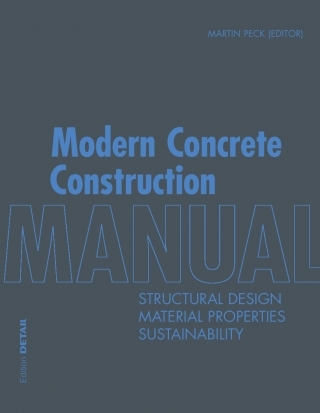 MARTIN PECK (EDITOR)
Modern Concrete
Construction
MANUAL
STRUCTURAL DESIGN
MATERIAL PROPERTIES
SUSTAINABILITY
Edition DETAIL